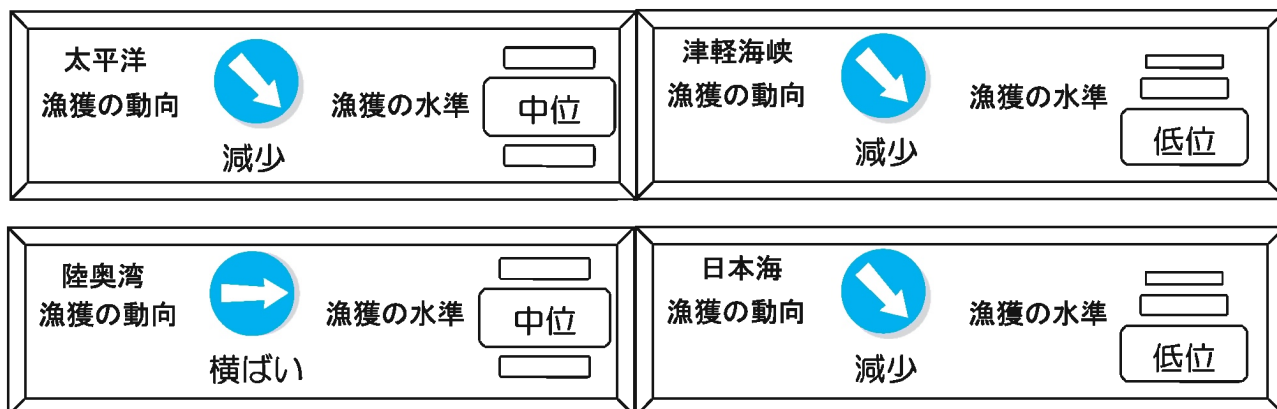 太平洋
漁獲の動向
減少
漁獲の水準
中位
津軽海峡
漁獲の動向
減少
漁獲の水準
低位
陸奥湾
漁獲の動向
横ばい
漁獲の水準
中位
日本海
漁獲の動向
減少
漁獲の水準
低位